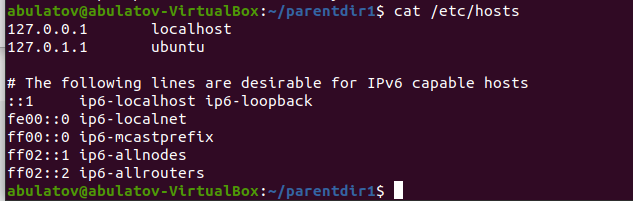 abulatov@abulatov-VirtualBox:~/parentdir1$ cat /etc/hosts
127.0.0.1       localhost
127.0.1.1       ubuntu
# The following lines are desirable for IPv6 capable hosts
::1     ip6-localhost ip6-loopback
fe00::0 ip6-localnet
ff00::0 ip6-mcastprefix
ff02::1 ip6-allnodes
ff02::2 ip6-allrouters
abulatov@abulatov-VirtualBox:~/parentdir1$